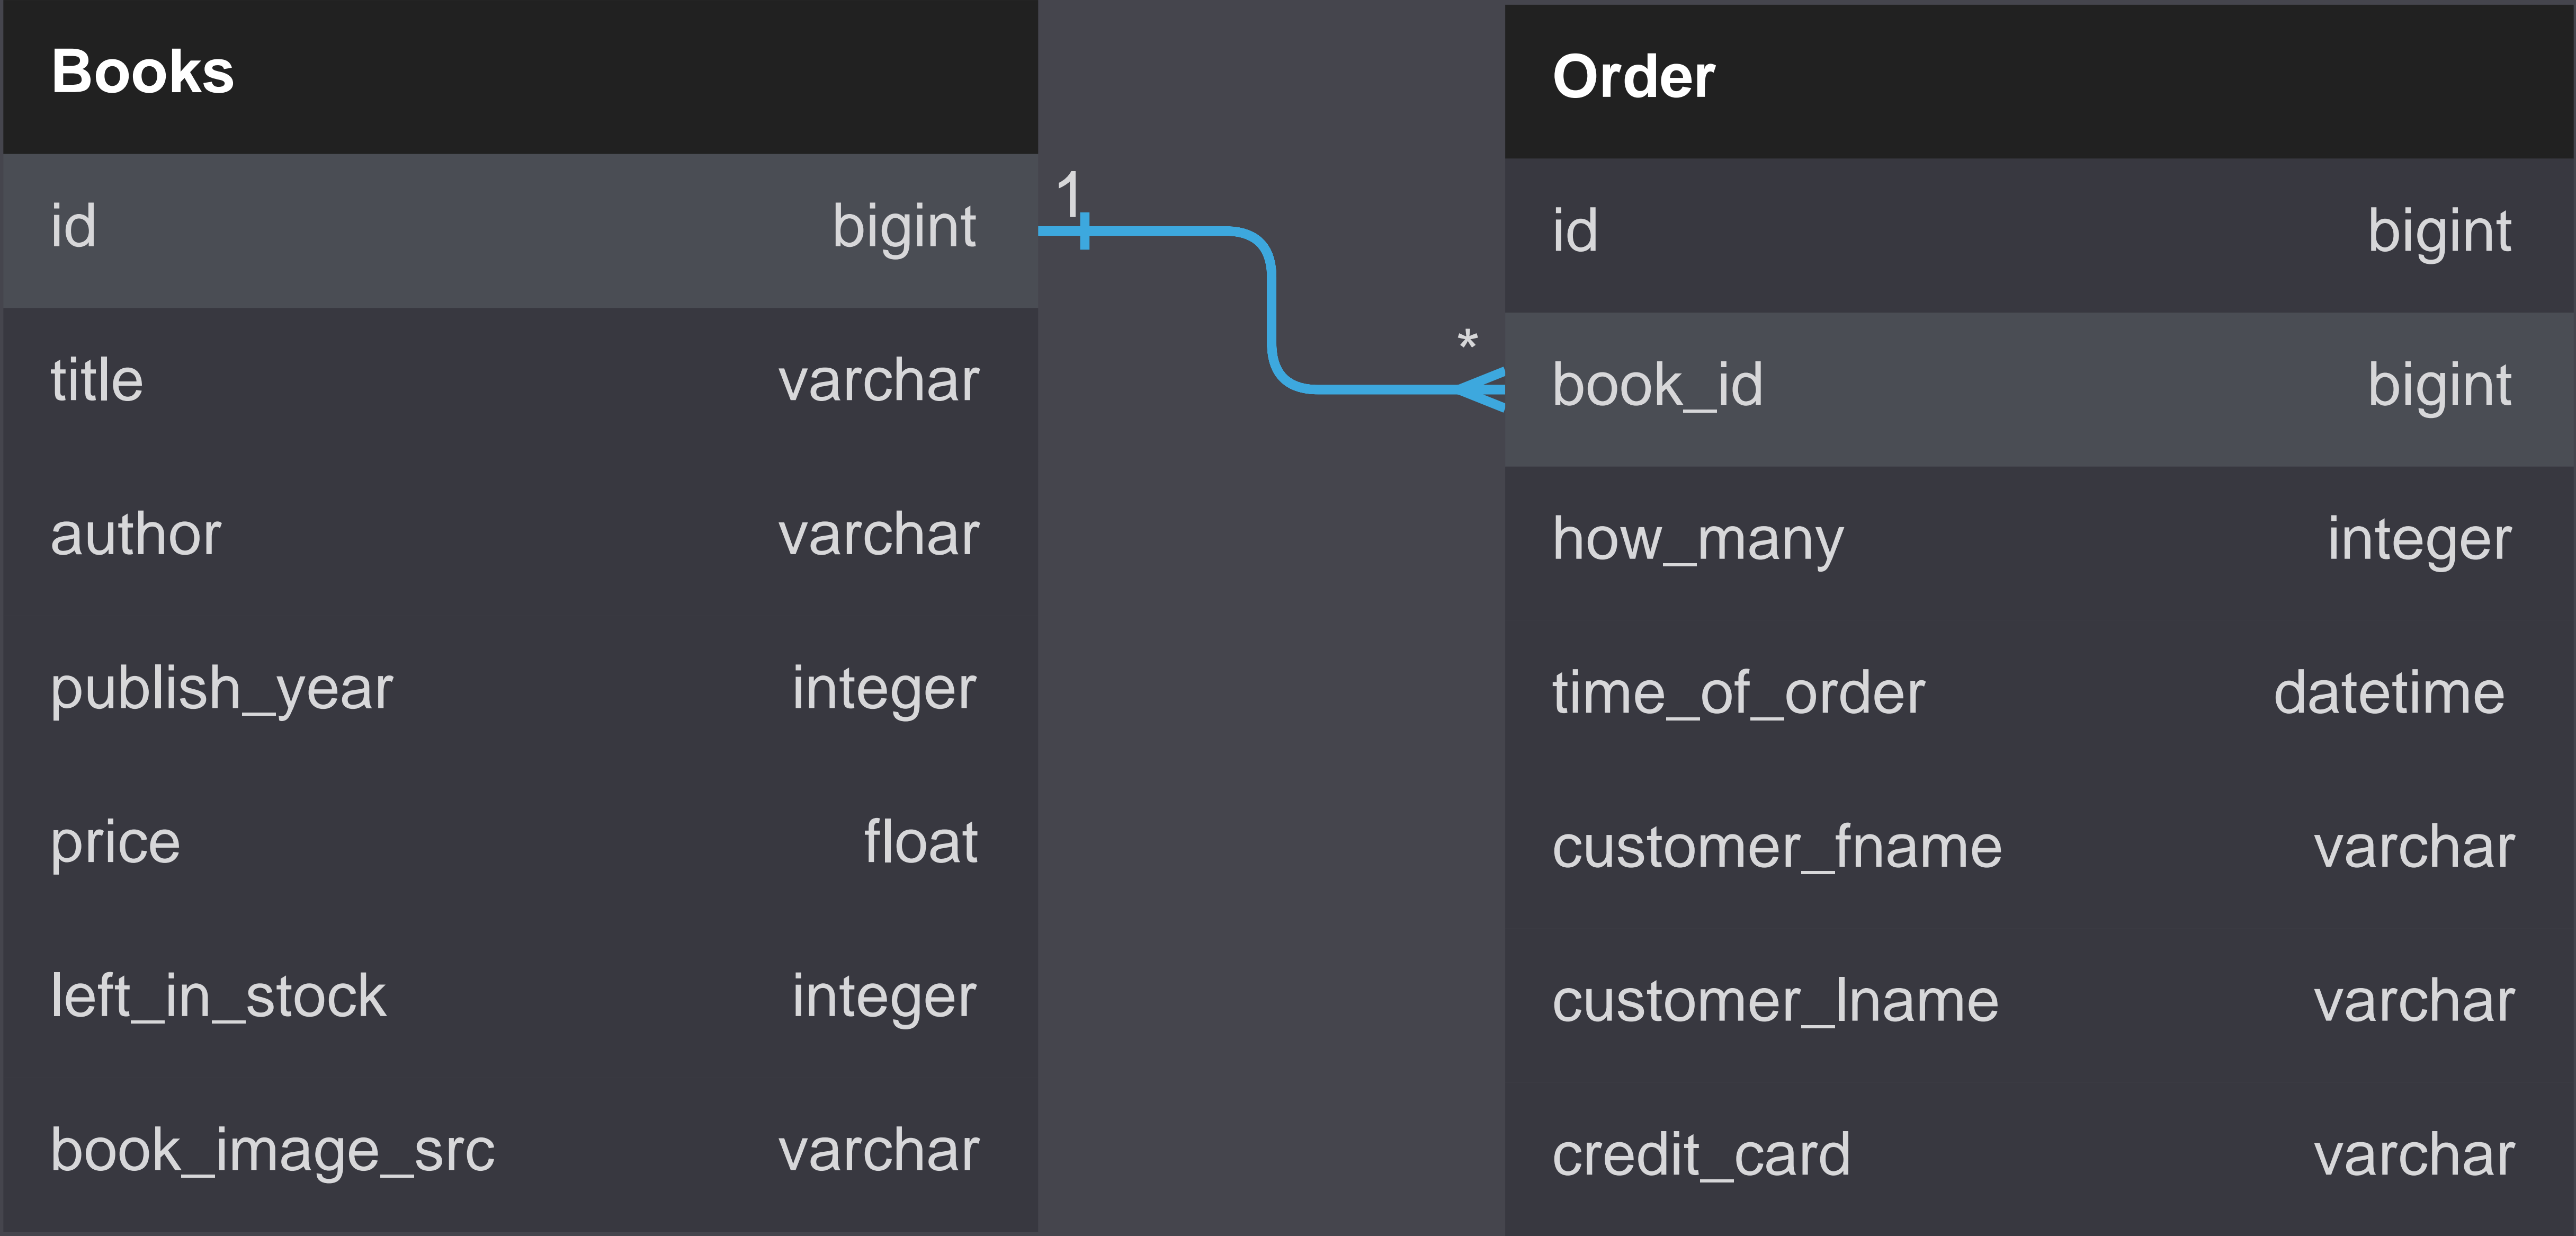 Books
id bigint
title varchar
author varchar
publish_year integer
price float
left_in_stock integer
book_image_src varchar
1
*
Order
id bigint
book_id bigint
how_many integer
time_of_order datetime
customer_fname varchar
customer_lname varchar
credit_card varchar